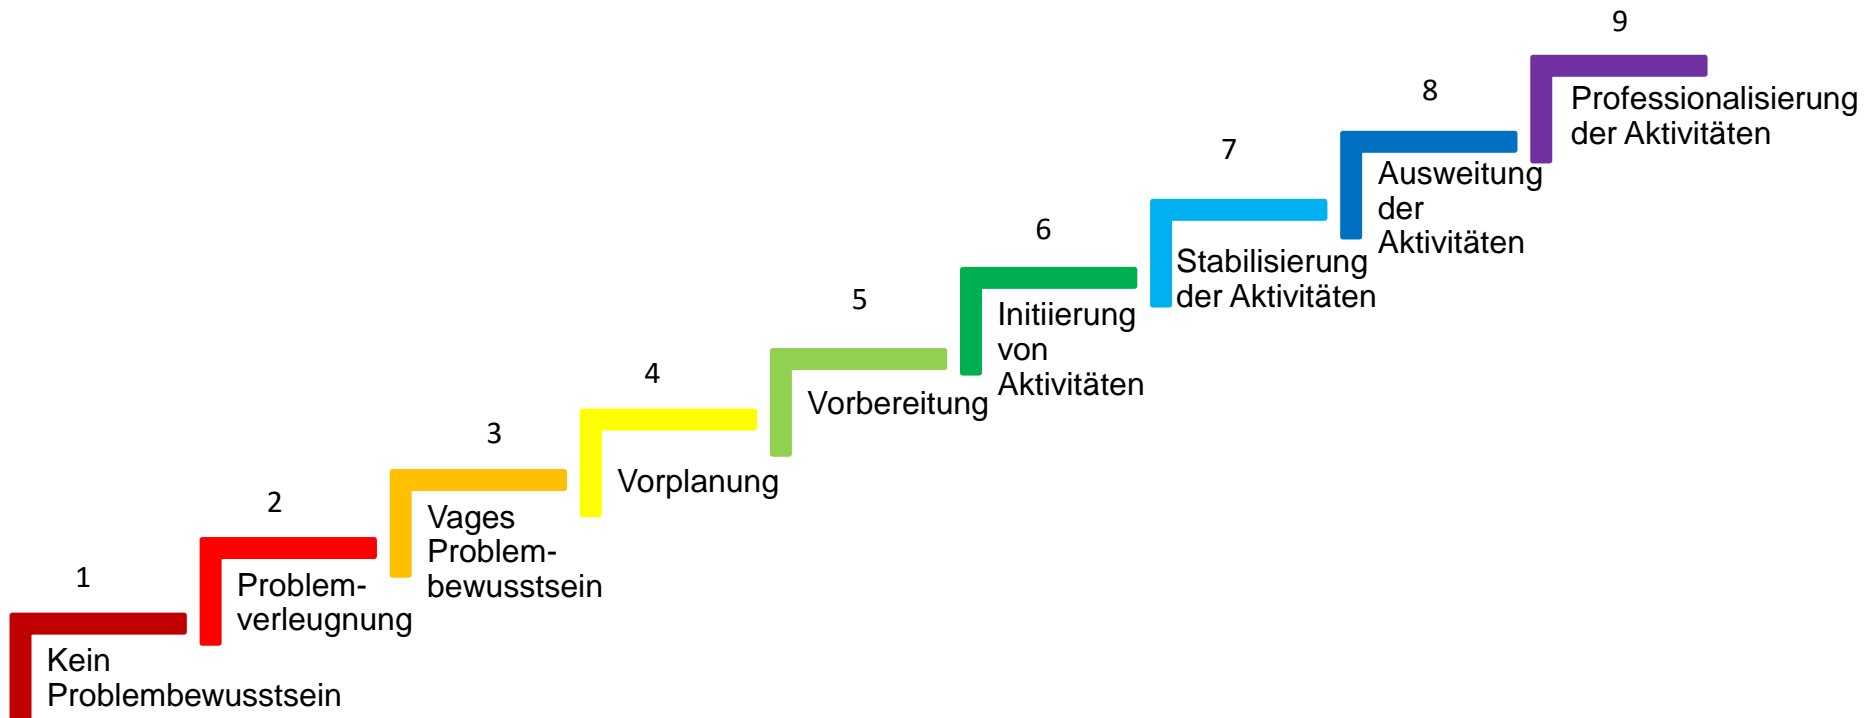 1
Kein
Problembewusstsein
2
Problem-
verleugnung
3
Vages
Problem-
bewusstsein
4
Vorplanung
5
Vorbereitung
6
Initiierung
von
Aktivitäten
7
Stabilisierung
der Aktivitäten
8
Ausweitung
der
Aktivitäten
9
Professionalisierung
der Aktivitäten